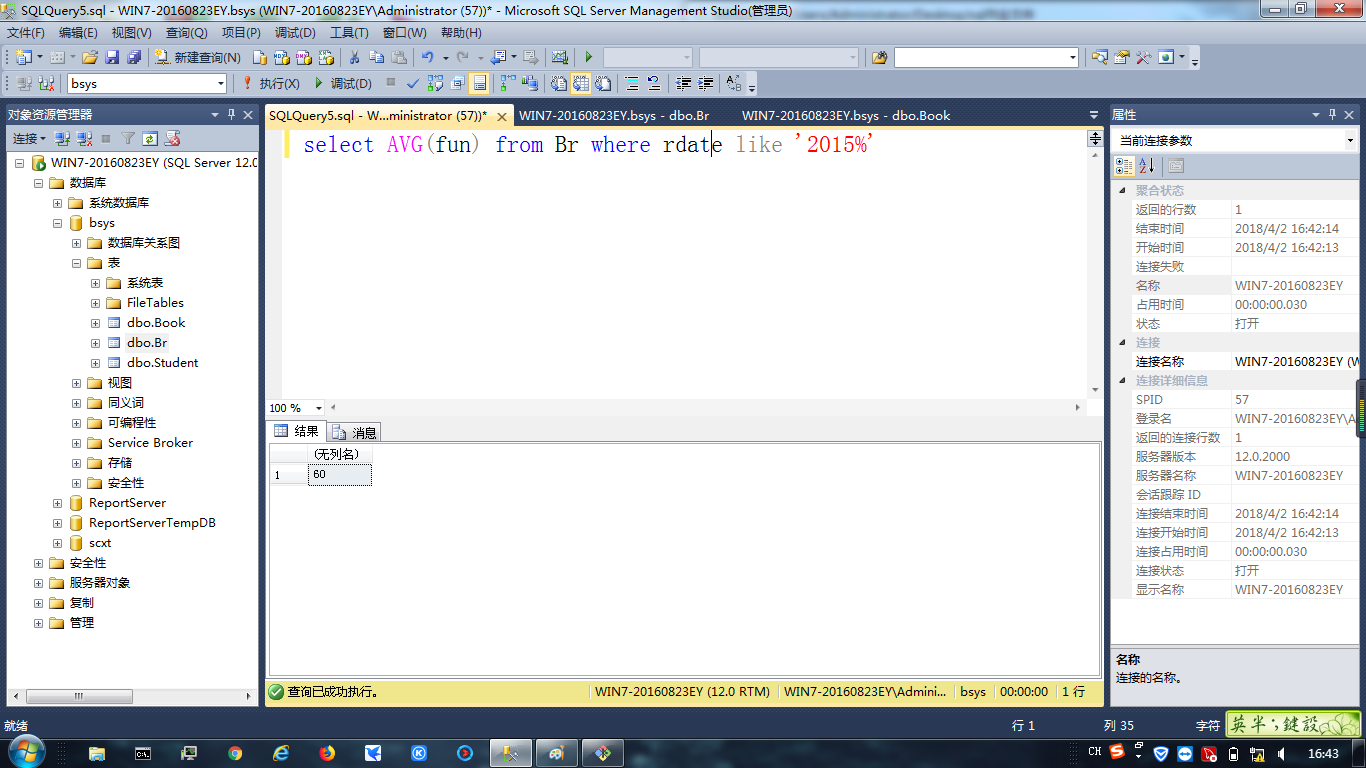 SQLQuery5.sql - WIN7-20160823EY.bsys (WIN7-20160823EY\Administrator (57))* - Microsoft SQL Server Management Studio(管理员)
文件(F) 编辑(E) 视图(V) 查询(Q) 项目(P) 调试(D) 工具(T) 窗口(W) 帮助(H)
新建查询(N)
bsys 执行(X) 调试(D)
对象资源管理器
连接
WIN7-20160823EY (SQL Server 12.0
数据库
系统数据库
bsys
数据库关系图
表
系统表
FileTables
dbo.Book
dbo.Br
dbo.Student
视图
同义词
可编程性
Service Broker
存储
安全性
ReportServer
ReportServerTempDB
scxt
安全性
服务器对象
复制
管理
SQLQuery5.sql - W...ministrator (57))* WIN7-20160823EY.bsys - dbo.Br WIN7-20160823EY.bsys - dbo.Book
select AVG(fun) from Br where rdate like '2015%'
100 %
结果 消息
(无列名)
1 60
查询已成功执行。 WIN7-20160823EY (12.0 RTM) WIN7-20160823EY\Admini... bsys 00:00:00 1 行
属性
当前连接参数
聚合状态
返回的行数 1
结束时间 2018/4/2 16:42:14
开始时间 2018/4/2 16:42:13
连接失败
名称 WIN7-20160823EY
占用时间 00:00:00.030
状态 打开
连接
连接名称 WIN7-20160823EY (W
连接详细信息
SPID 57
登录名 WIN7-20160823EY\A
返回的连接行数 1
服务器版本 12.0.2000
服务器名称 WIN7-20160823EY
会话跟踪 ID
连接结束时间 2018/4/2 16:42:14
连接开始时间 2018/4/2 16:42:13
连接占用时间 00:00:00.030
连接状态 打开
显示名称 WIN7-20160823EY
名称
连接的名称。
就绪 行 1 列 35 字符
英半；鍵設
CH 16:43